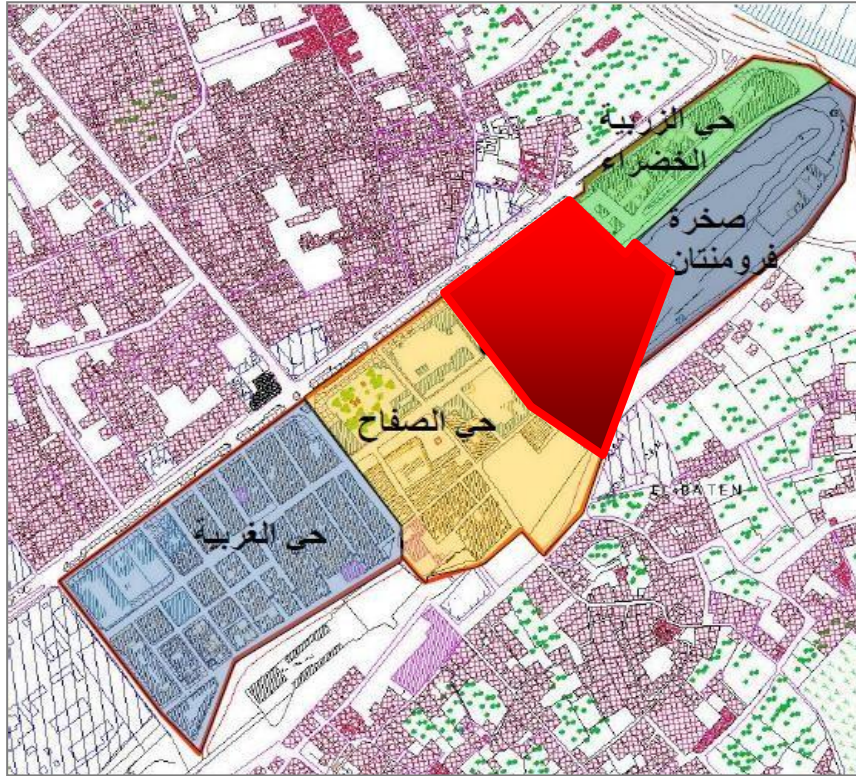 حي الزربية
الخضراء
صخرة
فرومنتان
حي الصفاح
EL BATEN
حي الغربية